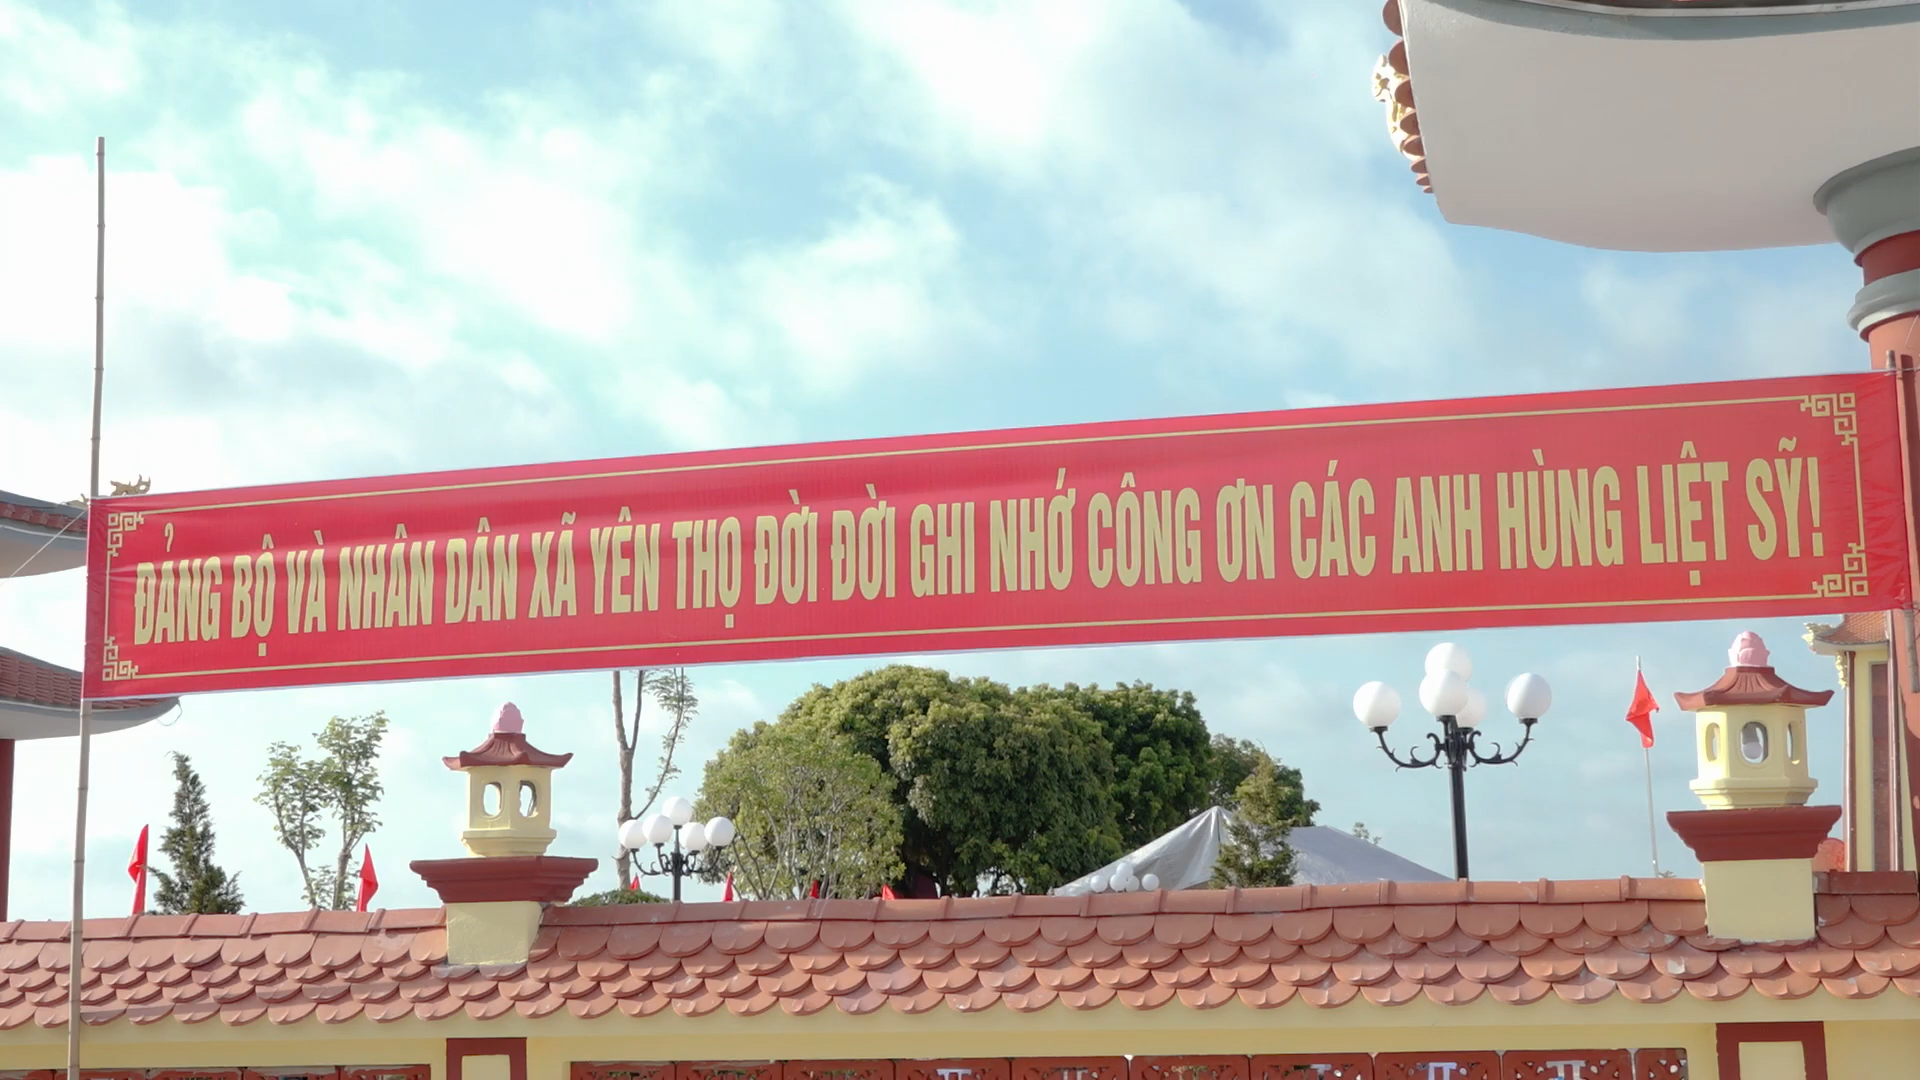 ĐẢNG BỘ VÀ NHÂN DÂN XÃ YÊN THỌ ĐỜI ĐỜI GHI NHỚ CÔNG ƠN CÁC ANH HÙNG LIỆT SỸ!